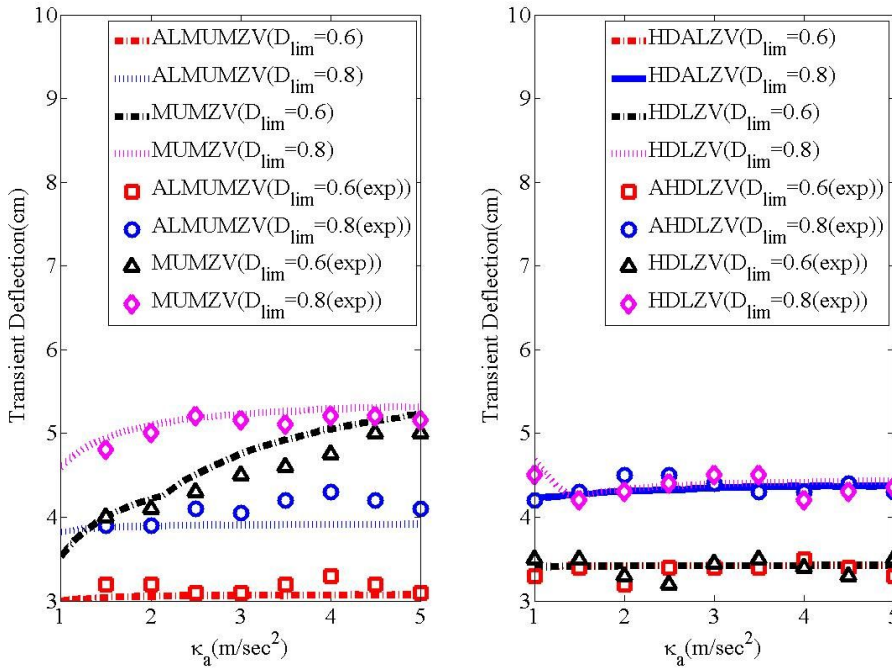 Transient Deflection(cm)
10
9
8
7
6
5
4
3
1
2
3
4
5
κa(m/sec²)
ALMUMZV(Dlim=0.6)
ALMUMZV(Dlim=0.8)
MUMZV(Dlim=0.6)
MUMZV(Dlim=0.8)
ALMUMZV(Dlim=0.6(exp))
ALMUMZV(Dlim=0.8(exp))
MUMZV(Dlim=0.6(exp))
MUMZV(Dlim=0.8(exp))
Transient Deflection(cm)
10
9
8
7
6
5
4
3
1
2
3
4
5
κa(m/sec²)
HDALZV(Dlim=0.6)
HDALZV(Dlim=0.8)
HDLZV(Dlim=0.6)
HDLZV(Dlim=0.8)
AHDLZV(Dlim=0.6(exp))
AHDLZV(Dlim=0.8(exp))
HDLZV(Dlim=0.6(exp))
HDLZV(Dlim=0.8(exp))